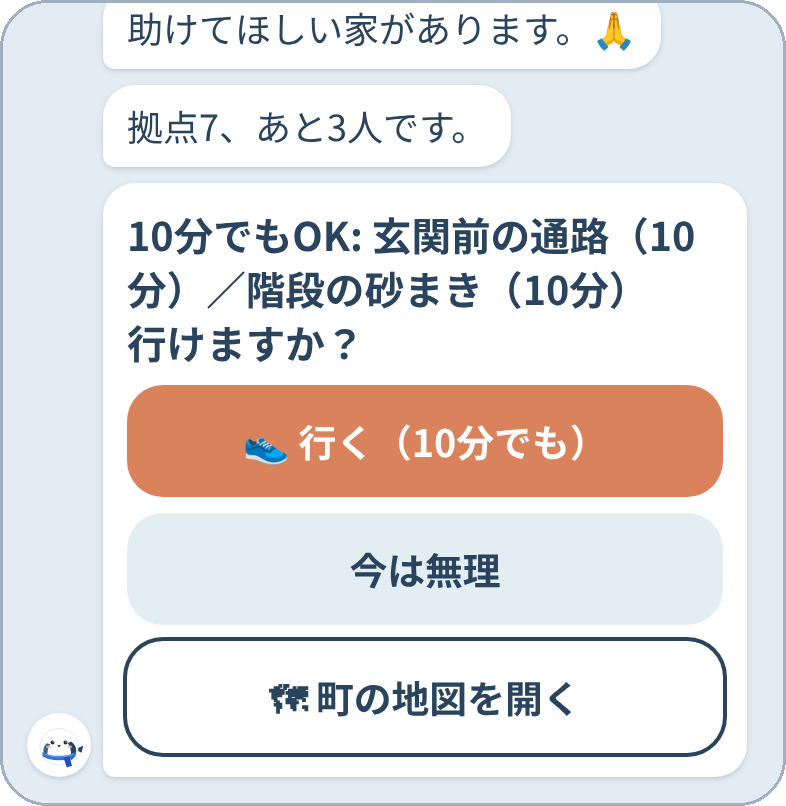 助けてほしい家があります。🙏
拠点7、あと3人です。
10分でもOK: 玄関前の通路（10
分）／階段の砂まき（10分）
行けますか？
👟 行く（10分でも）
今は無理
🗺 町の地図を開く